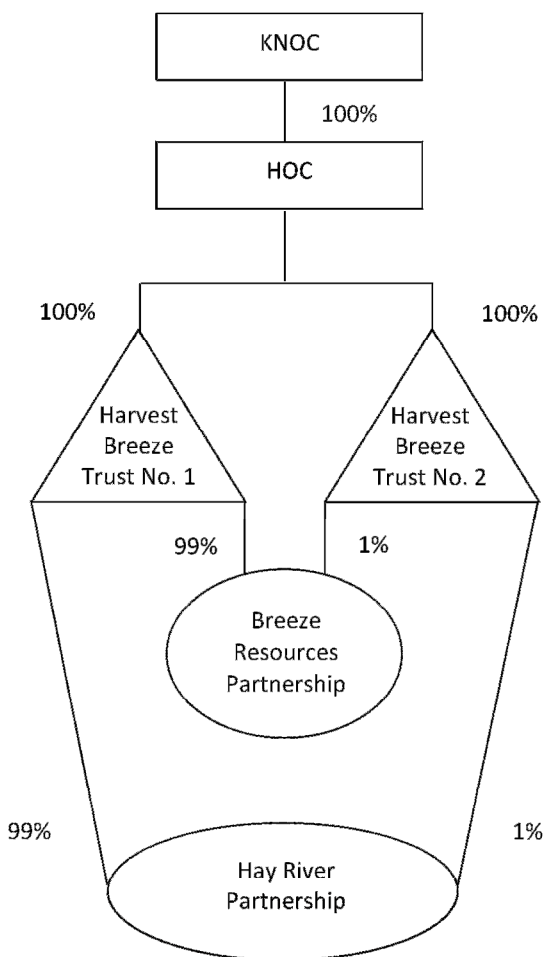 KNOC
100%
HOC
100%
100%
Harvest
Breeze
Trust No. 1
Harvest
Breeze
Trust No. 2
99%
1%
Breeze
Resources
Partnership
99%
1%
Hay River
Partnership